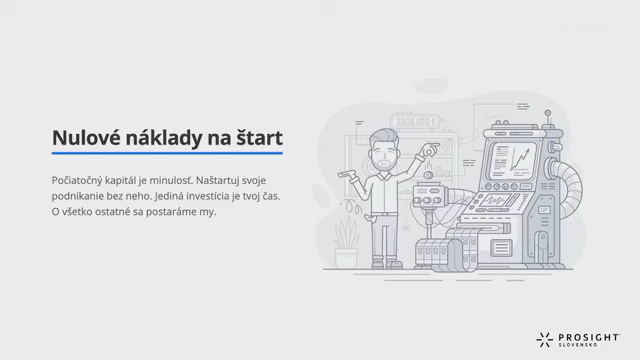 Nulové náklady na štart
Počiatočný kapitál je minulosť. Naštartuj svoje
podnikanie bez neho. Jediná investícia je tvoj čas.
O všetko ostatné sa postaráme my.
PROSIGHT
SLOVENSKO